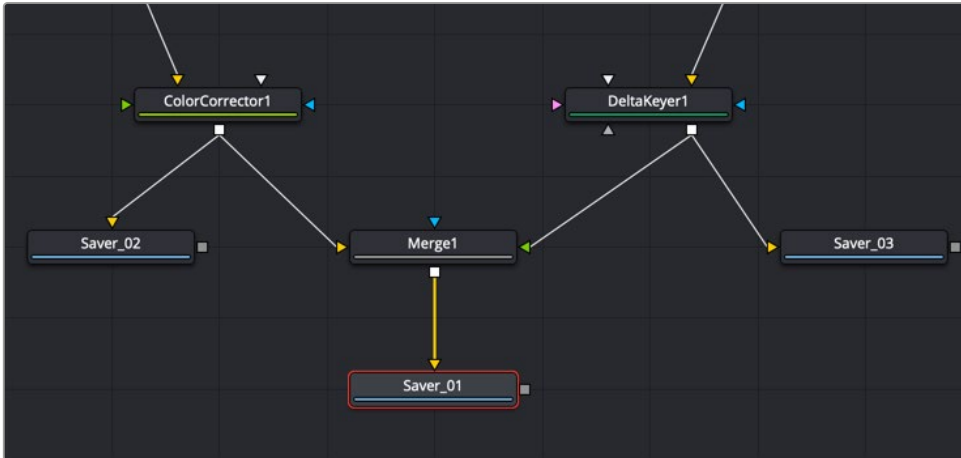 ColorCorrector1
DeltaKeyer1
Saver_02
Merge1
Saver_03
Saver_01